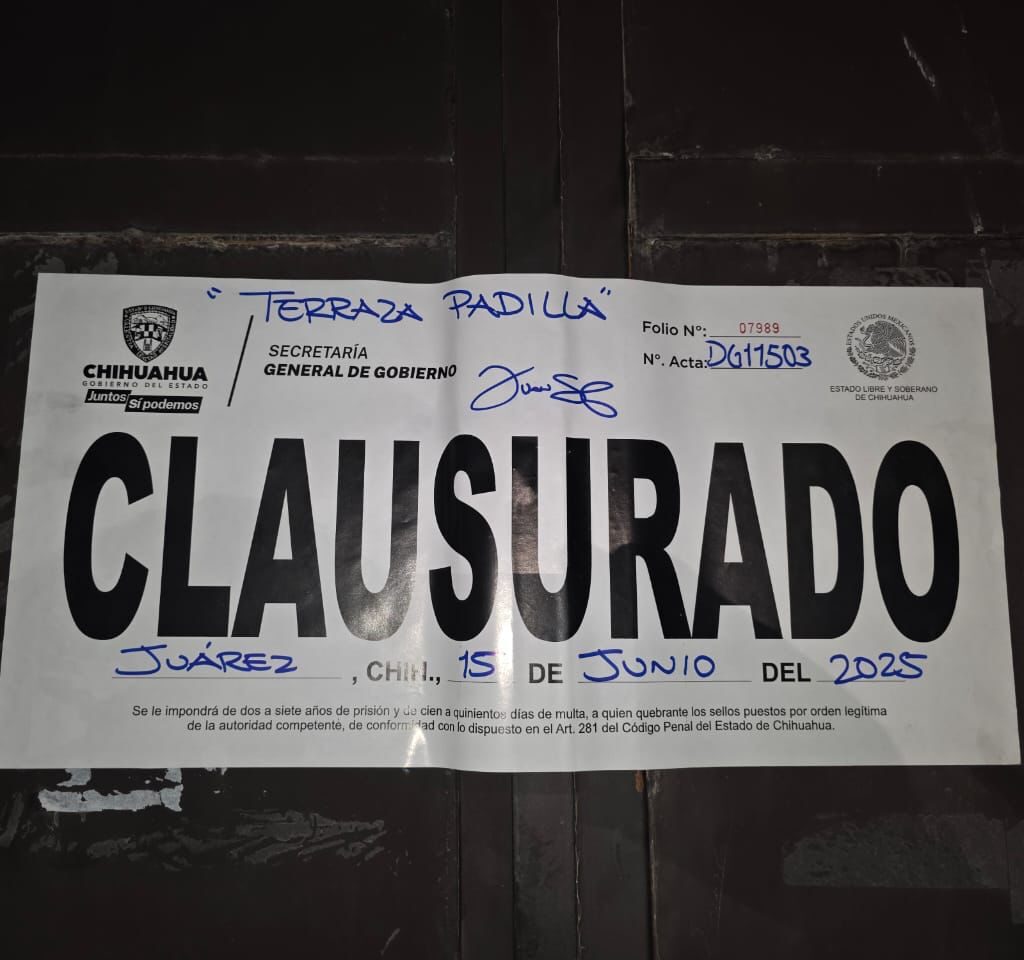 "TERRAZA PADILLA"
CHIHUAHUA
GOBIERNO DEL ESTADO
Juntos Sí podemos
SECRETARÍA
GENERAL DE GOBIERNO
Folio Nº: 07989
Nº. Acta: DG11503
ESTADOS UNIDOS MEXICANOS
ESTADO LIBRE Y SOBERANO
DE CHIHUAHUA
CLAUSURADO
JUÁREZ, CHIH., 15 DE JUNIO DEL 2025
Se le impondrá de dos a siete años de prisión y de cien a quinientos días de multa, a quien quebrante los sellos puestos por orden legítima
de la autoridad competente, de conformidad con lo dispuesto en el Art. 281 del Código Penal del Estado de Chihuahua.